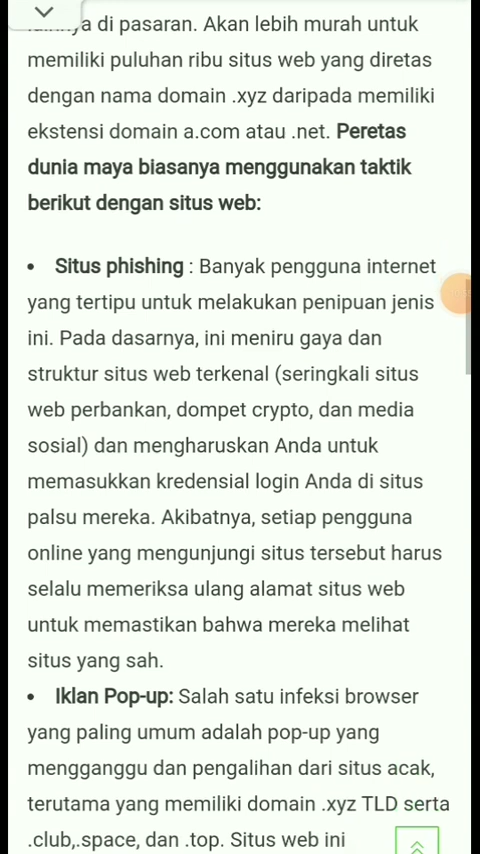 di pasaran. Akan lebih murah untuk
memiliki puluhan ribu situs web yang diretas
dengan nama domain .xyz daripada memiliki
ekstensi domain a.com atau .net. Peretas
dunia maya biasanya menggunakan taktik
berikut dengan situs web:
• Situs phishing : Banyak pengguna internet
yang tertipu untuk melakukan penipuan jenis
ini. Pada dasarnya, ini meniru gaya dan
struktur situs web terkenal (seringkali situs
web perbankan, dompet crypto, dan media
sosial) dan mengharuskan Anda untuk
memasukkan kredensial login Anda di situs
palsu mereka. Akibatnya, setiap pengguna
online yang mengunjungi situs tersebut harus
selalu memeriksa ulang alamat situs web
untuk memastikan bahwa mereka melihat
situs yang sah.
• Iklan Pop-up: Salah satu infeksi browser
yang paling umum adalah pop-up yang
mengganggu dan pengalihan dari situs acak,
terutama yang memiliki domain .xyz TLD serta
.club,.space, dan .top. Situs web ini